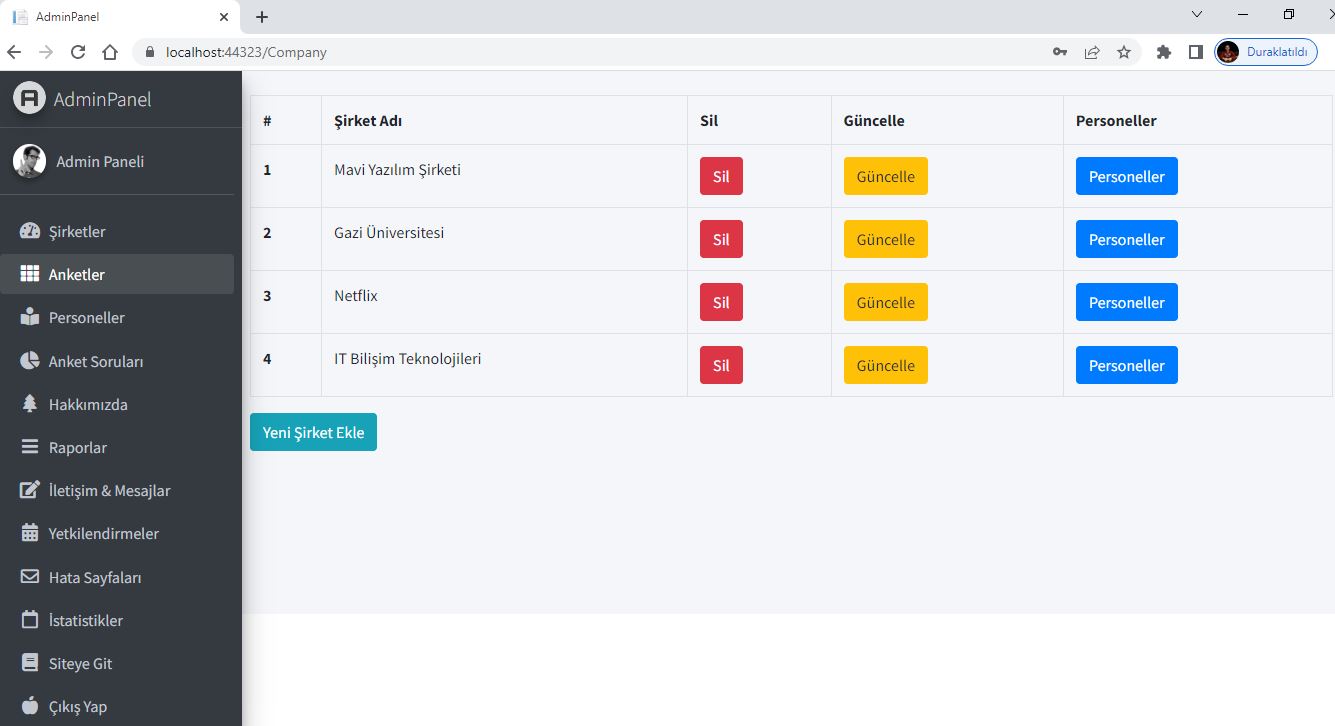 AdminPanel
localhost:44323/Company
Duraklatıldı
AdminPanel
Admin Paneli
Şirketler
Anketler
Personeller
Anket Soruları
Hakkımızda
Raporlar
İletişim & Mesajlar
Yetkilendirmeler
Hata Sayfaları
İstatistikler
Siteye Git
Çıkış Yap
# Şirket Adı Sil Güncelle Personeller
1 Mavi Yazılım Şirketi Sil Güncelle Personeller
2 Gazi Üniversitesi Sil Güncelle Personeller
3 Netflix Sil Güncelle Personeller
4 IT Bilişim Teknolojileri Sil Güncelle Personeller
Yeni Şirket Ekle